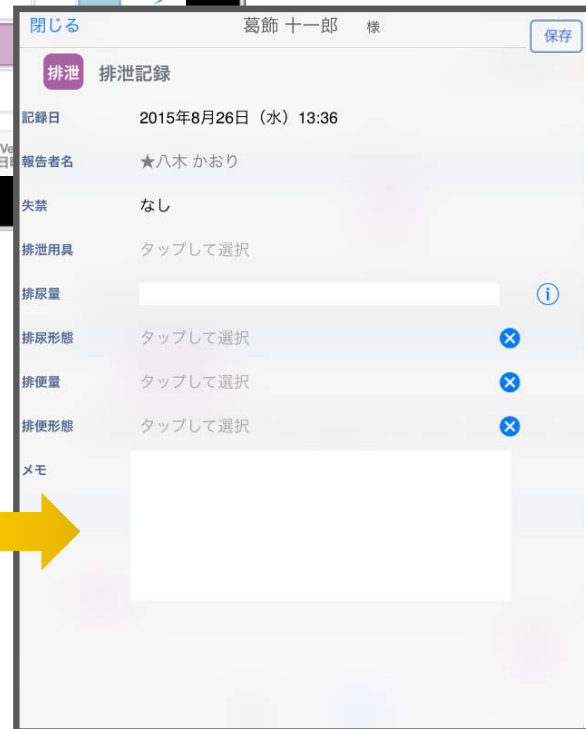 閉じる 葛飾 十一郎 様 保存
排泄 排泄記録
記録日 2015年8月26日（水）13:36
Ve
報告者名 ★八木 かおり
失禁 なし
排泄用具 タップして選択
排尿量
排尿形態 タップして選択
排便量 タップして選択
排便形態 タップして選択
メモ